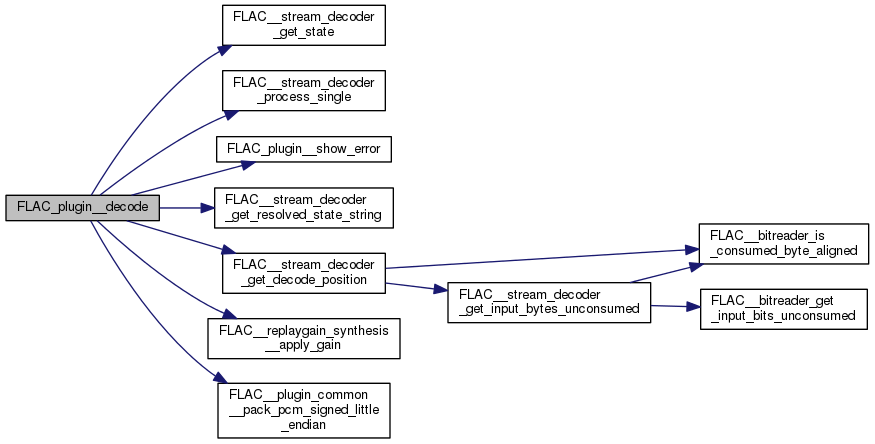 FLAC__stream_decoder
_get_state
FLAC__stream_decoder
_process_single
FLAC_plugin__show_error
FLAC_plugin__decode
FLAC__stream_decoder
_get_resolved_state_string
FLAC__stream_decoder
_get_decode_position
FLAC__bitreader_is
_consumed_byte_aligned
FLAC__stream_decoder
_get_input_bytes_unconsumed
FLAC__bitreader_get
_input_bits_unconsumed
FLAC__replaygain_synthesis
__apply_gain
FLAC__plugin_common
__pack_pcm_signed_little
_endian